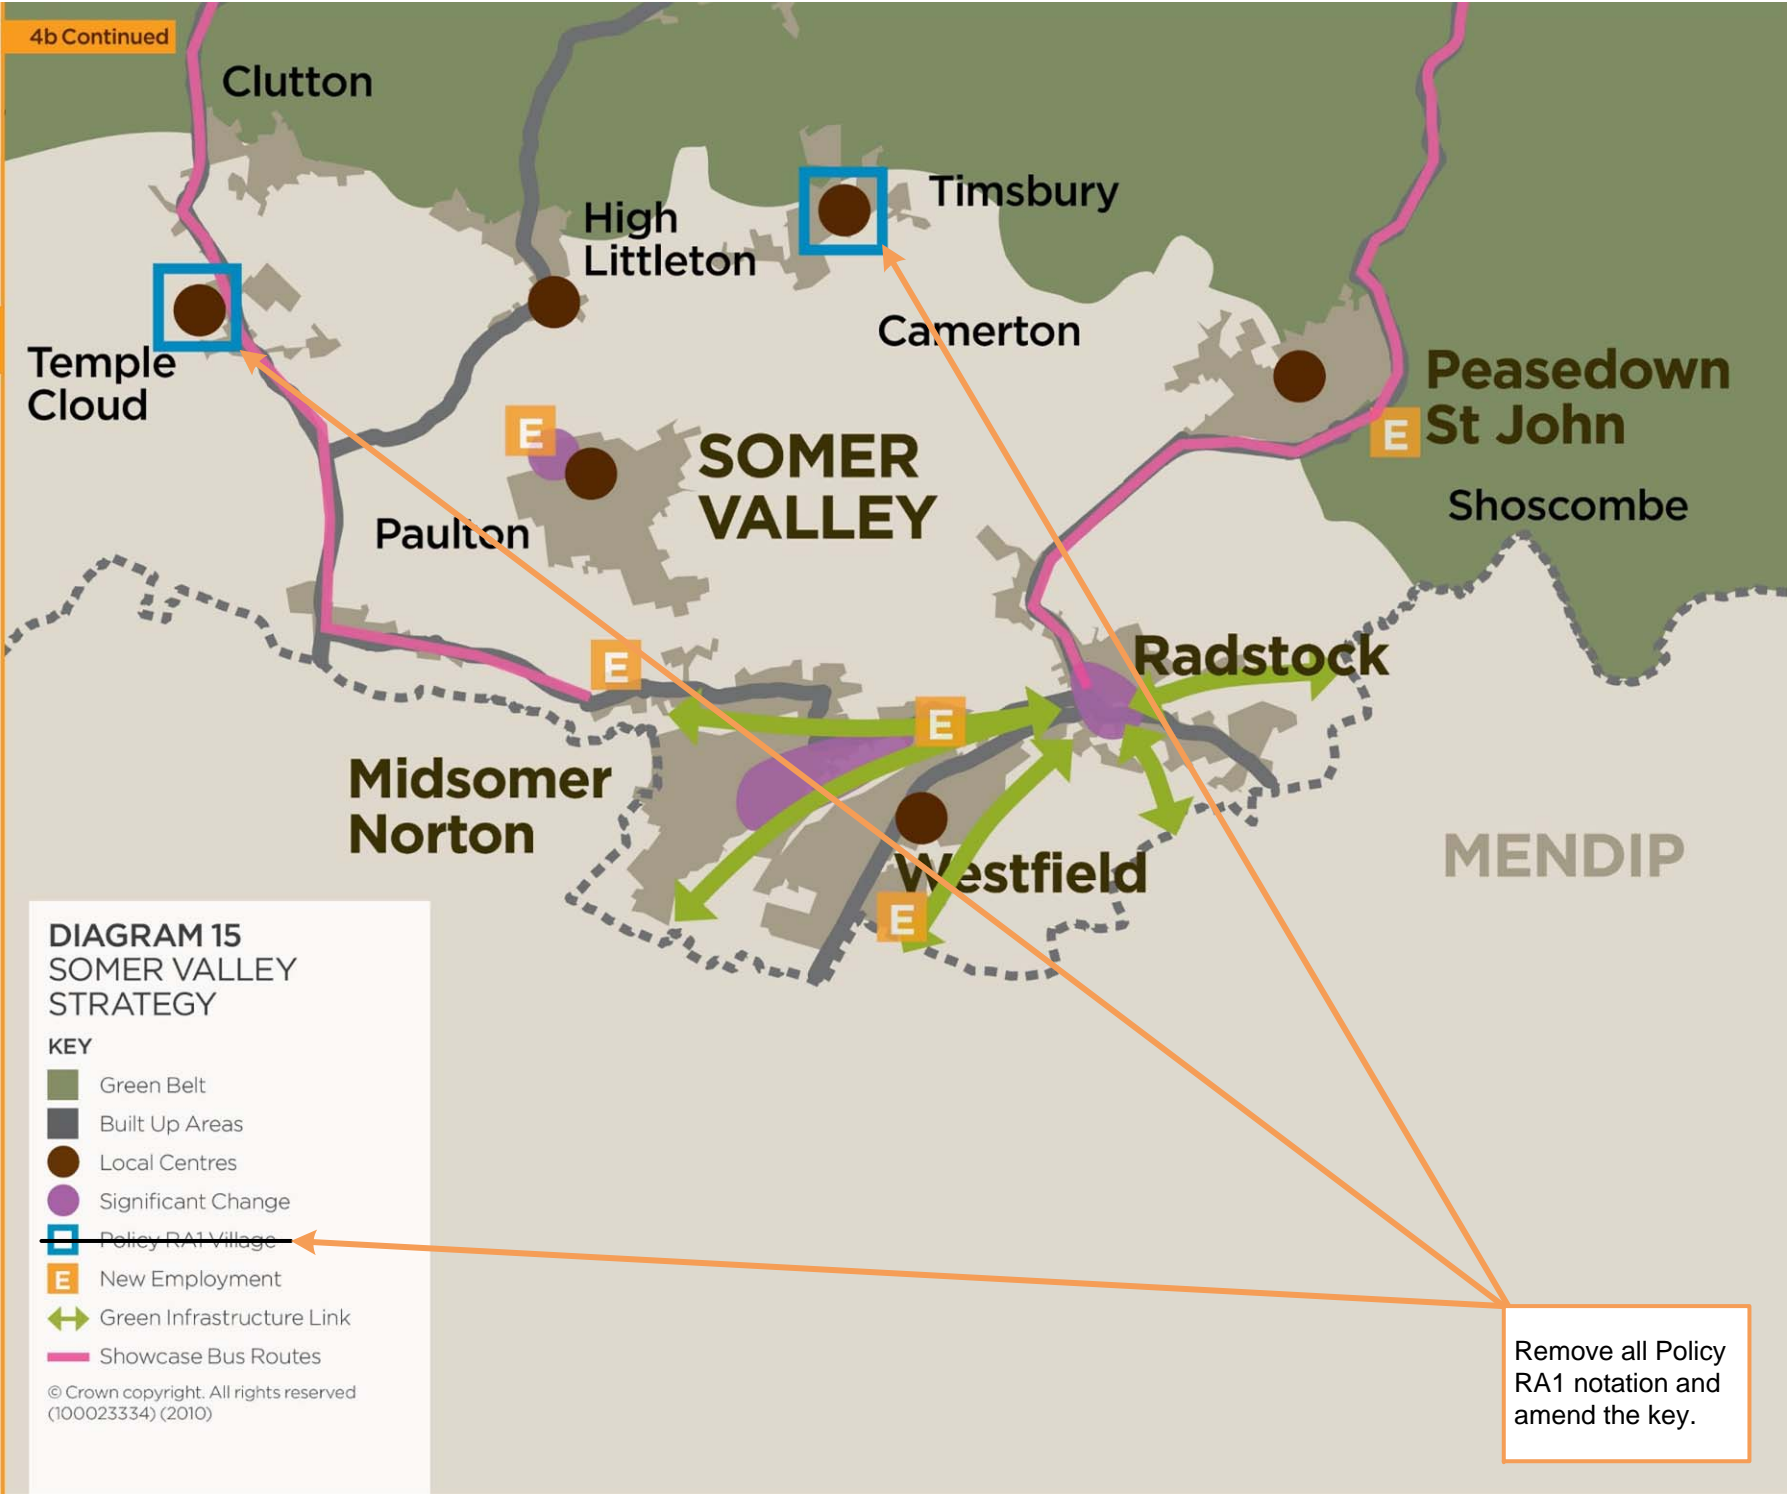 4b Continued
Clutton
Timsbury
High
Littleton
Camerton
Temple
Cloud
Peasedown
St John
E
E
SOMER
VALLEY
Shoscombe
Paulton
Radstock
E
E
Midsomer
Norton
MENDIP
Westfield
E
DIAGRAM 15
SOMER VALLEY
STRATEGY
KEY
Green Belt
Built Up Areas
Local Centres
Significant Change
Policy RA1 Village
E New Employment
Green Infrastructure Link
Showcase Bus Routes
© Crown copyright. All rights reserved
(100023334) (2010)
Remove all Policy
RA1 notation and
amend the key.